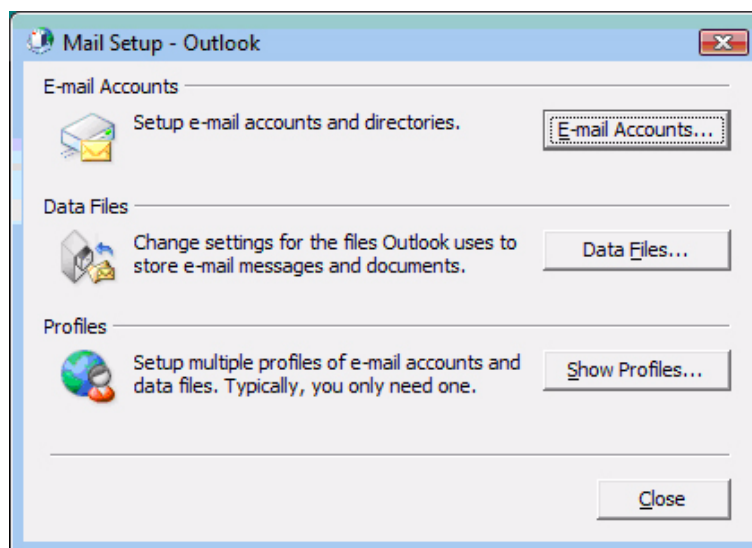 Mail Setup - Outlook
E-mail Accounts
Setup e-mail accounts and directories.
E-mail Accounts...
Data Files
Change settings for the files Outlook uses to
store e-mail messages and documents.
Data Files...
Profiles
Setup multiple profiles of e-mail accounts and
data files. Typically, you only need one.
Show Profiles...
Close